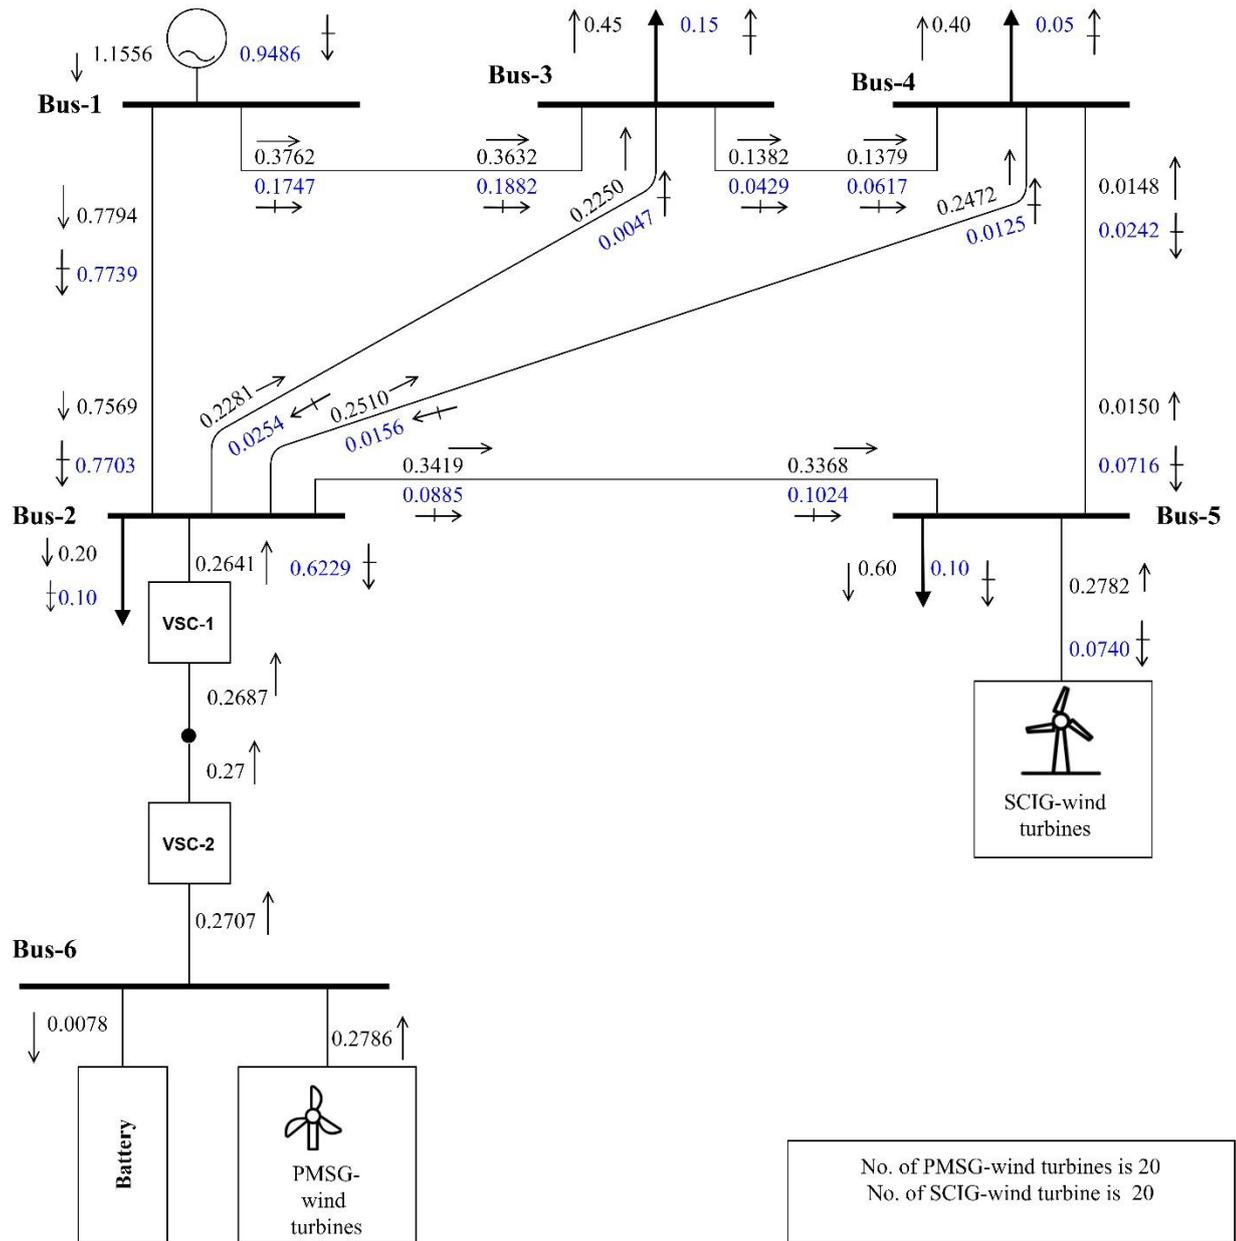 1.1556
0.9486
Bus-1
0.45
0.15
Bus-3
0.40
0.05
Bus-4
0.3762
0.1747
0.3632
0.1882
0.1382
0.0429
0.1379
0.0617
0.7794
0.7739
0.2250
0.0047
0.2472
0.0125
0.0148
0.0242
0.7569
0.7703
0.2281
0.0254
0.2510
0.0156
0.0150
0.0716
0.3419
0.0885
0.3368
0.1024
Bus-2
Bus-5
0.20
0.10
0.2641
0.6229
VSC-1
0.60
0.10
0.2782
0.0740
0.2687
0.27
VSC-2
SCIG-wind
turbines
0.2707
Bus-6
0.0078
0.2786
Battery
PMSG-
wind
turbines
No. of PMSG-wind turbines is 20
No. of SCIG-wind turbine is 20